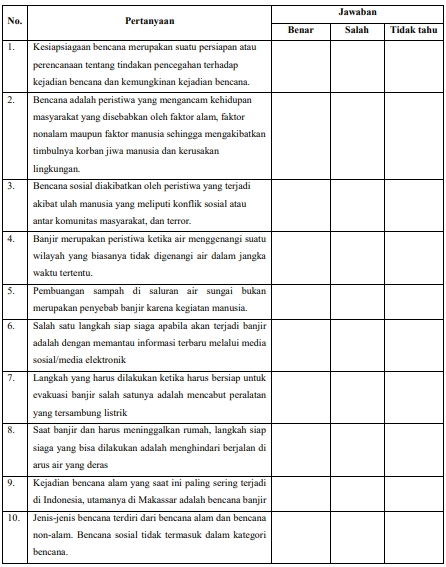 No. Pertanyaan Jawaban
Benar Salah Tidak tahu
1. Kesiapsiagaan bencana merupakan suatu persiapan atau
perencanaan tentang tindakan pencegahan terhadap
kejadian bencana dan kemungkinan kejadian bencana.
2. Bencana adalah peristiwa yang mengancam kehidupan
masyarakat yang disebabkan oleh faktor alam, faktor
nonalam maupun faktor manusia sehingga mengakibatkan
timbulnya korban jiwa manusia dan kerusakan
lingkungan.
3. Bencana sosial diakibatkan oleh peristiwa yang terjadi
akibat ulah manusia yang meliputi konflik sosial atau
antar komunitas masyarakat, dan terror.
4. Banjir merupakan peristiwa ketika air menggenangi suatu
wilayah yang biasanya tidak digenangi air dalam jangka
waktu tertentu.
5. Pembuangan sampah di saluran air sungai bukan
merupakan penyebab banjir karena kegiatan manusia.
6. Salah satu langkah siap siaga apabila akan terjadi banjir
adalah dengan memantau informasi terbaru melalui media
sosial/media elektronik
7. Langkah yang harus dilakukan ketika harus bersiap untuk
evakuasi banjir salah satunya adalah mencabut peralatan
yang tersambung listrik
8. Saat banjir dan harus meninggalkan rumah, langkah siap
siaga yang bisa dilakukan adalah menghindari berjalan di
arus air yang deras
9. Kejadian bencana alam yang saat ini paling sering terjadi
di Indonesia, utamanya di Makassar adalah bencana banjir
10. Jenis-jenis bencana terdiri dari bencana alam dan bencana
non-alam. Bencana sosial tidak termasuk dalam kategori
bencana.